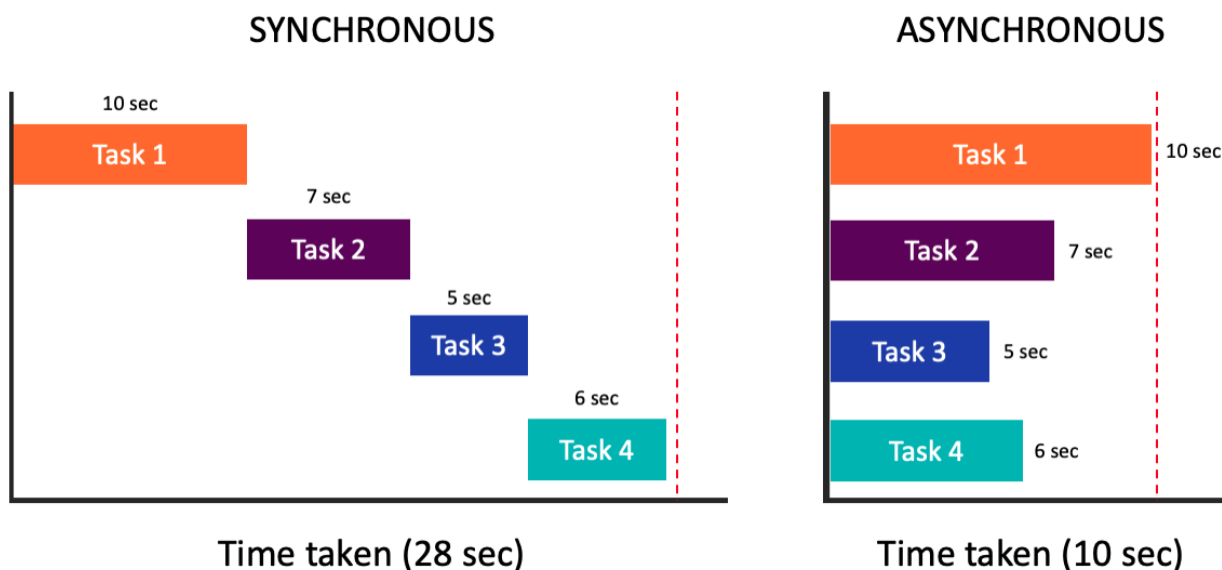 SYNCHRONOUS
10 sec
Task 1
7 sec
Task 2
5 sec
Task 3
6 sec
Task 4
Time taken (28 sec)
ASYNCHRONOUS
Task 1
10 sec
Task 2
7 sec
Task 3
5 sec
Task 4
6 sec
Time taken (10 sec)